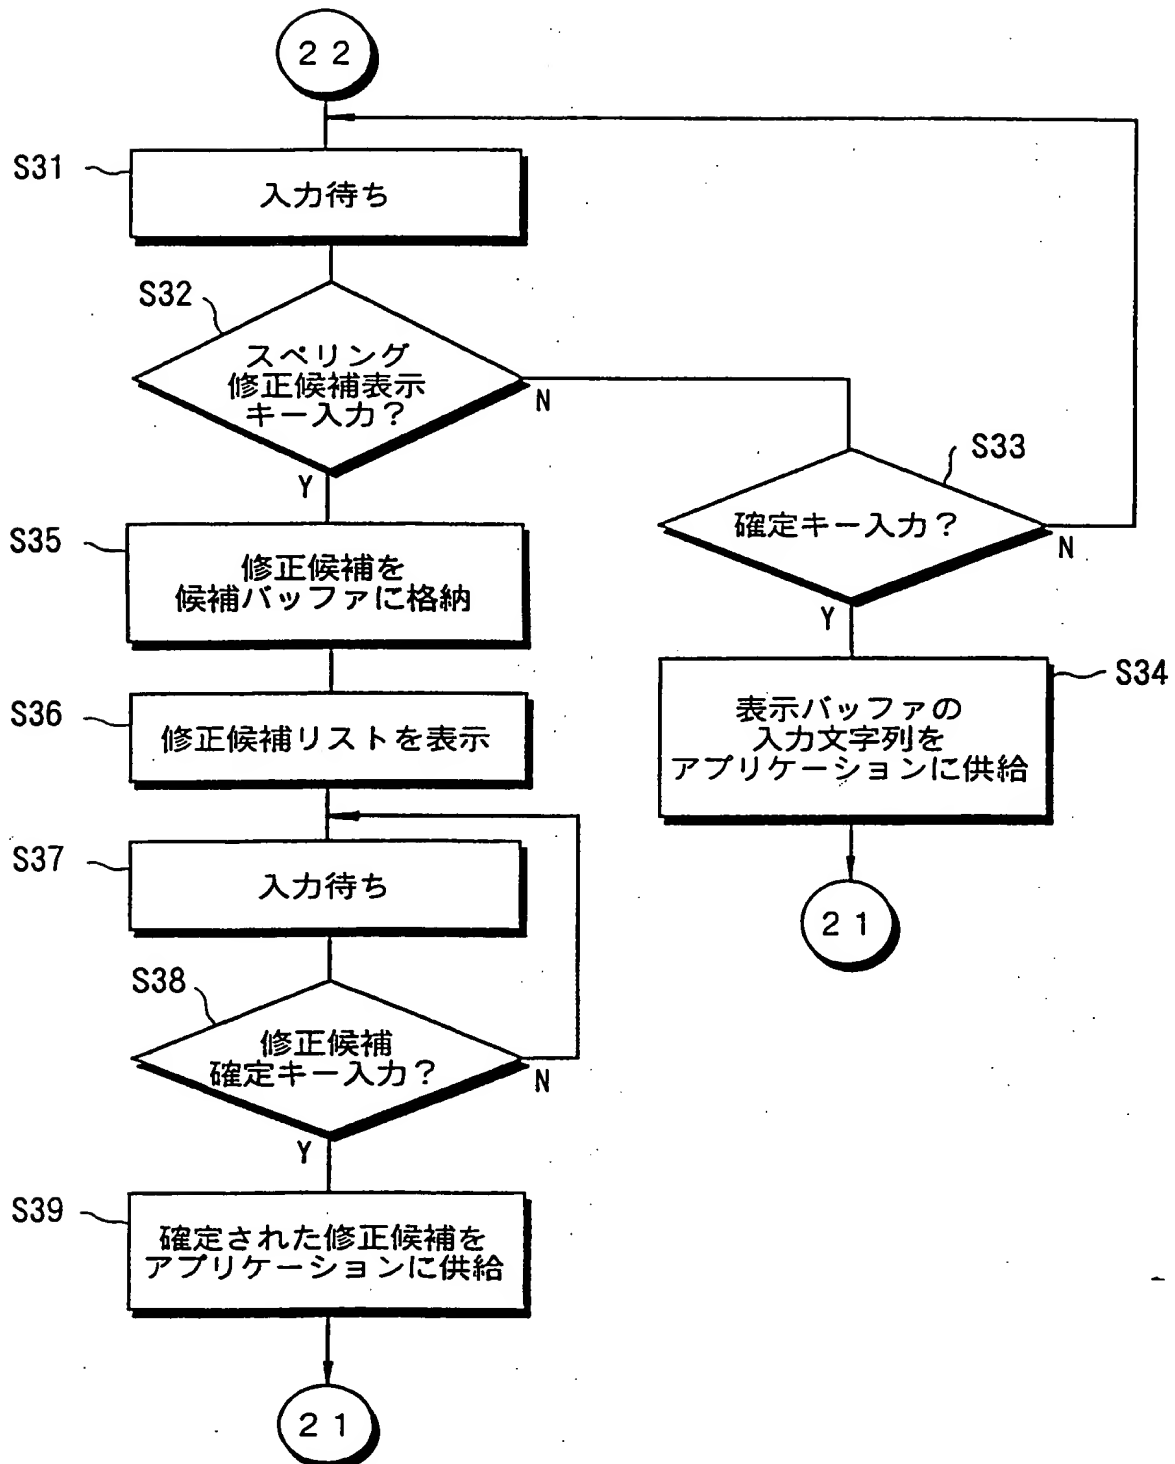 22
S31
入力待ち
S32
スペリング
修正候補表示
キー入力?
N
Y
S33
確定キー入力?
N
Y
S34
表示バッファの
入力文字列を
アプリケーションに供給
21
S35
修正候補を
候補バッファに格納
S36
修正候補リストを表示
S37
入力待ち
S38
修正候補
確定キー入力?
N
Y
S39
確定された修正候補を
アプリケーションに供給
21